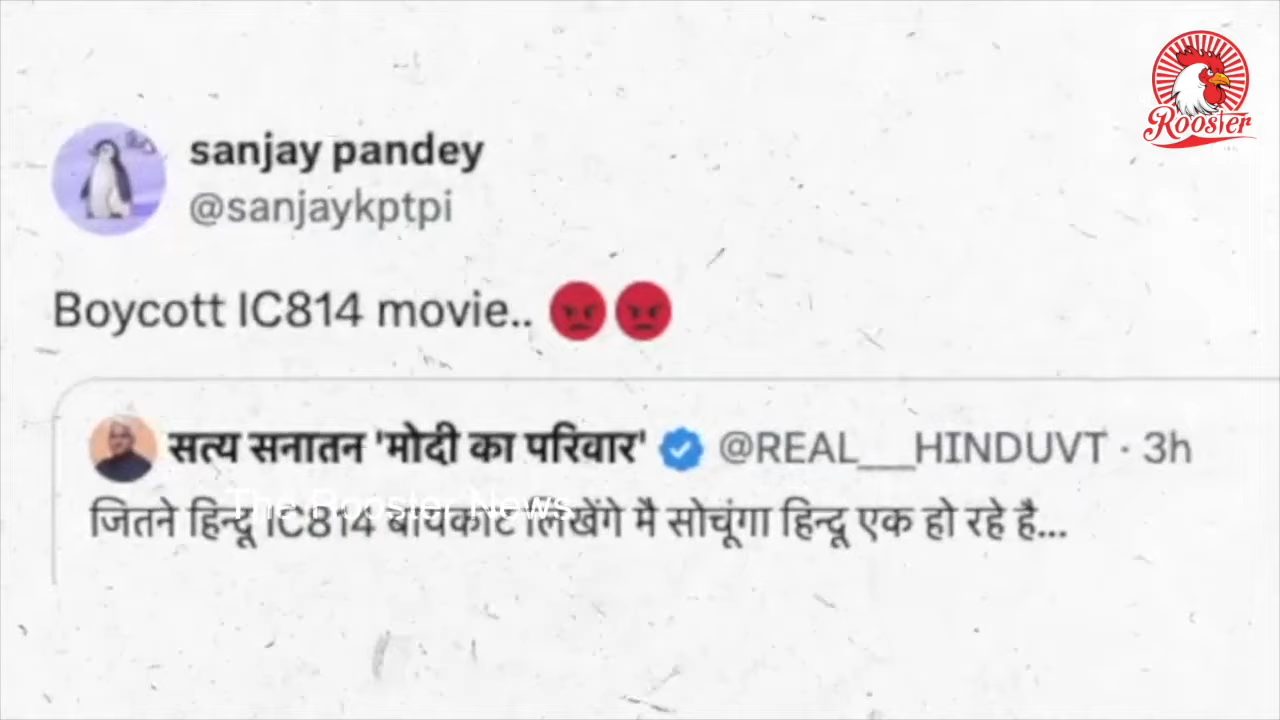 Rooster
sanjay pandey
@sanjaykptpi
Boycott IC814 movie.. 😡😡
सत्य सनातन 'मोदी का परिवार' @REAL___HINDUVT · 3h
The Rooster News
जितने हिन्दू IC814 बायकाट लिखेंगे मै सोचूंगा हिन्दू एक हो रहे है...